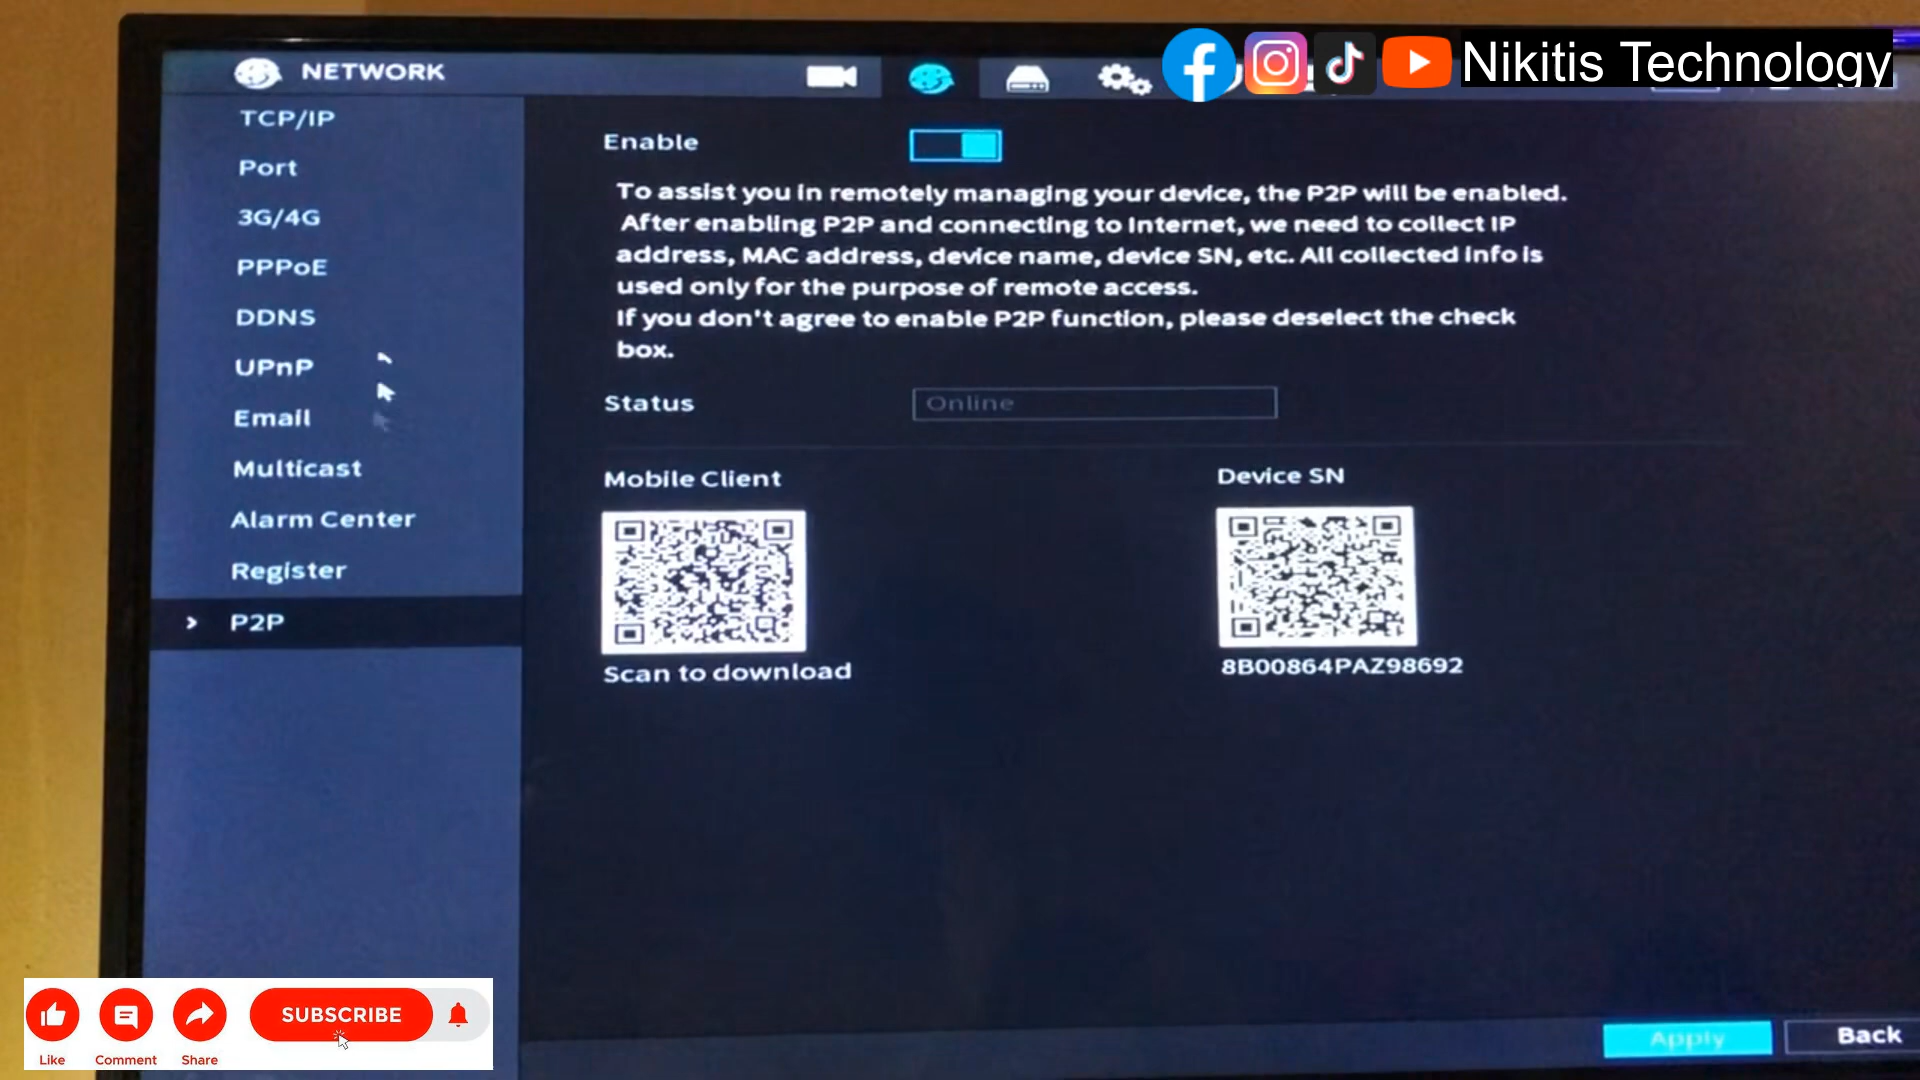 Nikitis Technology
NETWORK
TCP/IP
Port
3G/4G
PPPoE
DDNS
UPnP
Email
Multicast
Alarm Center
Register
P2P
Enable
To assist you in remotely managing your device, the P2P will be enabled.
After enabling P2P and connecting to Internet, we need to collect IP
address, MAC address, device name, device SN, etc. All collected info is
used only for the purpose of remote access.
If you don't agree to enable P2P function, please deselect the check
box.
Status
Online
Mobile Client
Device SN
Scan to download
8B00864PAZ98692
Apply
Back
SUBSCRIBE
Like
Comment
Share